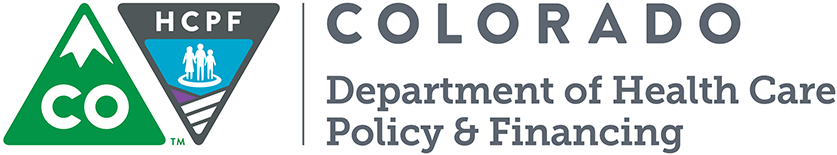 CO
TM
HCPF
COLORADO
Department of Health Care
Policy & Financing